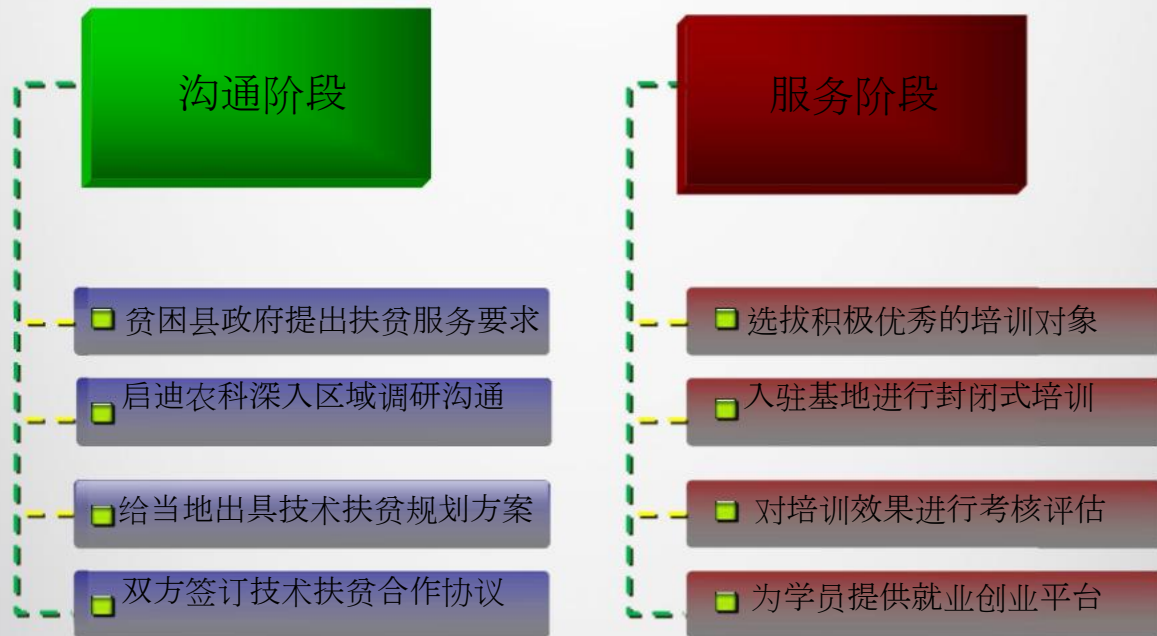 沟通阶段
贫困县政府提出扶贫服务要求
启迪农科深入区域调研沟通
给当地出具技术扶贫规划方案
双方签订技术扶贫合作协议
服务阶段
选拔积极优秀的培训对象
入驻基地进行封闭式培训
对培训效果进行考核评估
为学员提供就业创业平台